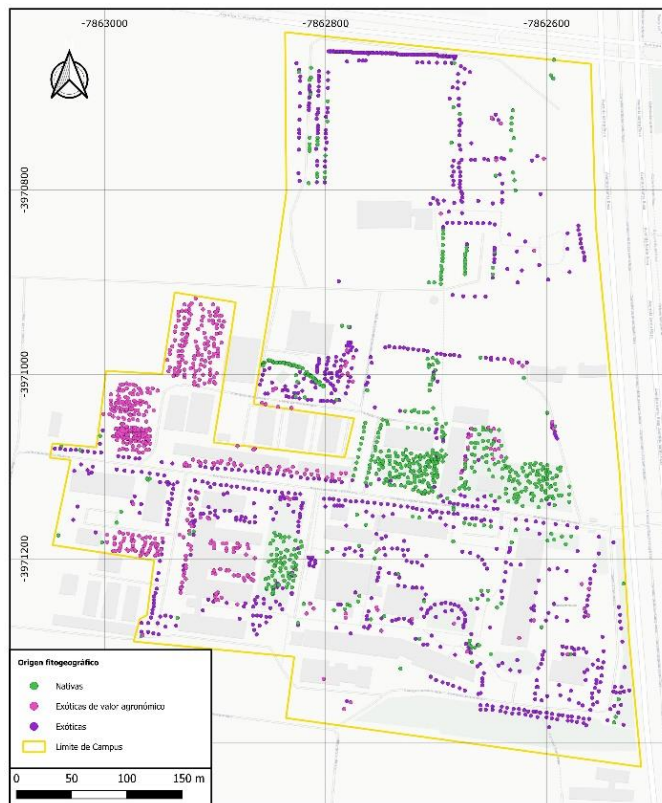 -7863000
-7862800
-7862600
-3970800
-3971000
-3971200
Origen fitogeográfico
Nativas
Exóticas de valor agronómico
Exóticas
Límite de Campus
0 50 100 150 m